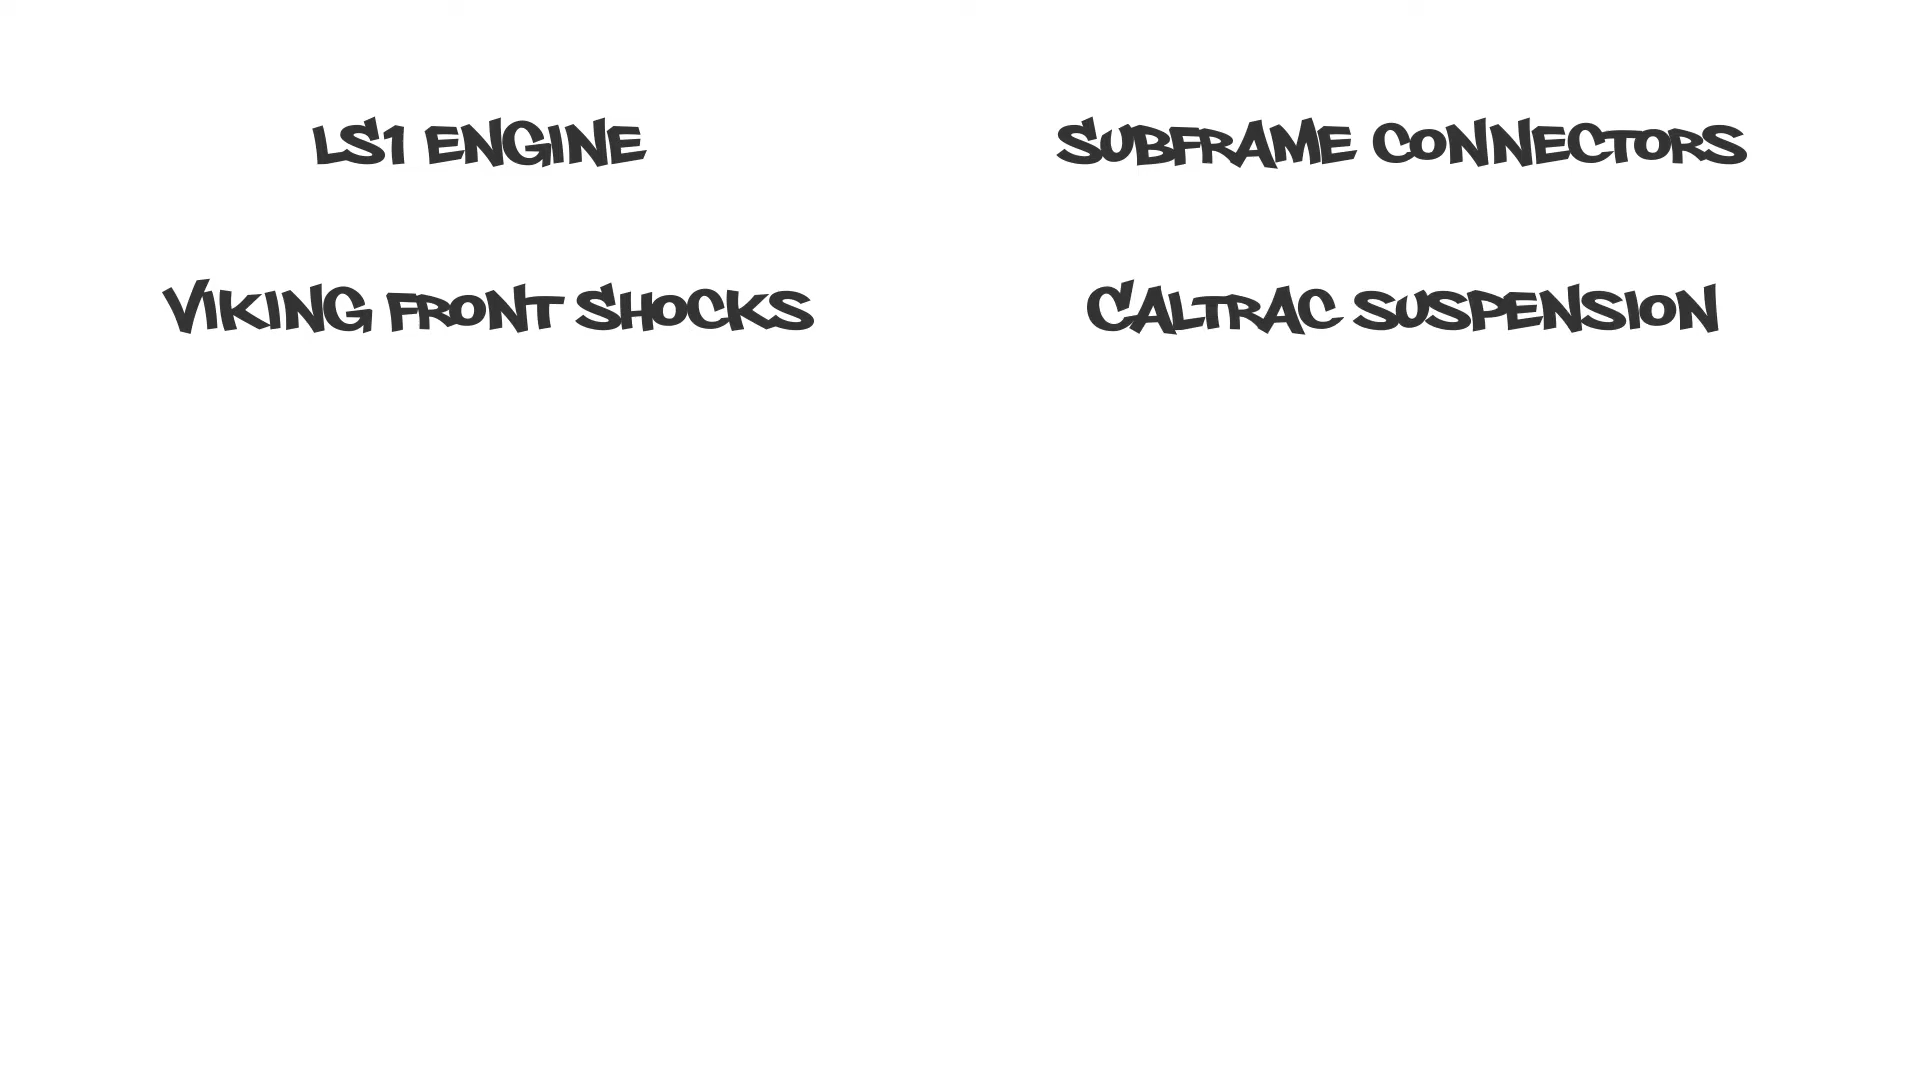 LS1 ENGINE
SUBFRAME CONNECTORS
VIKING FRONT SHOCKS
CALTRAC SUSPENSION